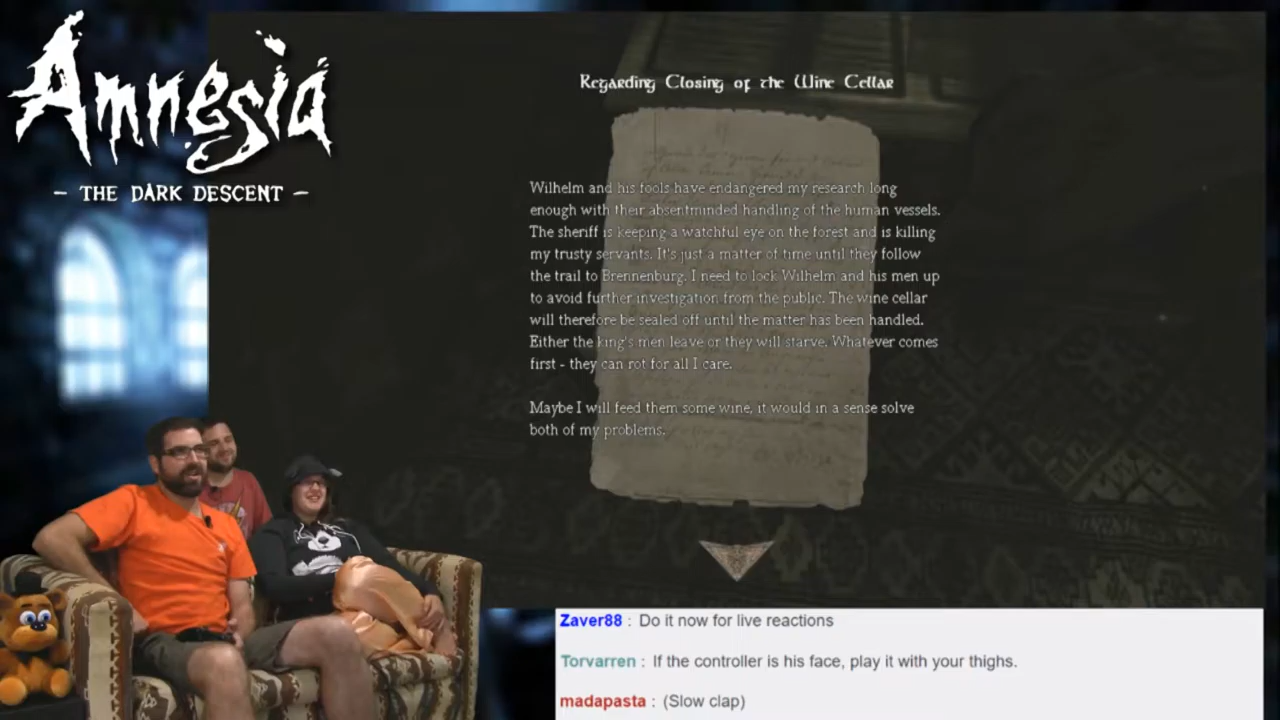 Amnesia
- THE DARK DESCENT -
Regarding Closing of the Wine Cellar
Wilhelm and his fools have endangered my research long
enough with their absentminded handling of the human vessels.
The sheriff is keeping a watchful eye on the forest and is killing
my trusty servants. It's just a matter of time until they follow
the trail to Brennenburg. I need to lock Wilhelm and his men up
to avoid further investigation from the public. The wine cellar
will therefore be sealed off until the matter has been handled.
Either the king's men leave or they will starve. Whatever comes
first - they can rot for all I care.
Maybe I will feed them some wine, it would in a sense solve
both of my problems.
Zaver88 : Do it now for live reactions
Torvarren : If the controller is his face, play it with your thighs.
madapasta : (Slow clap)